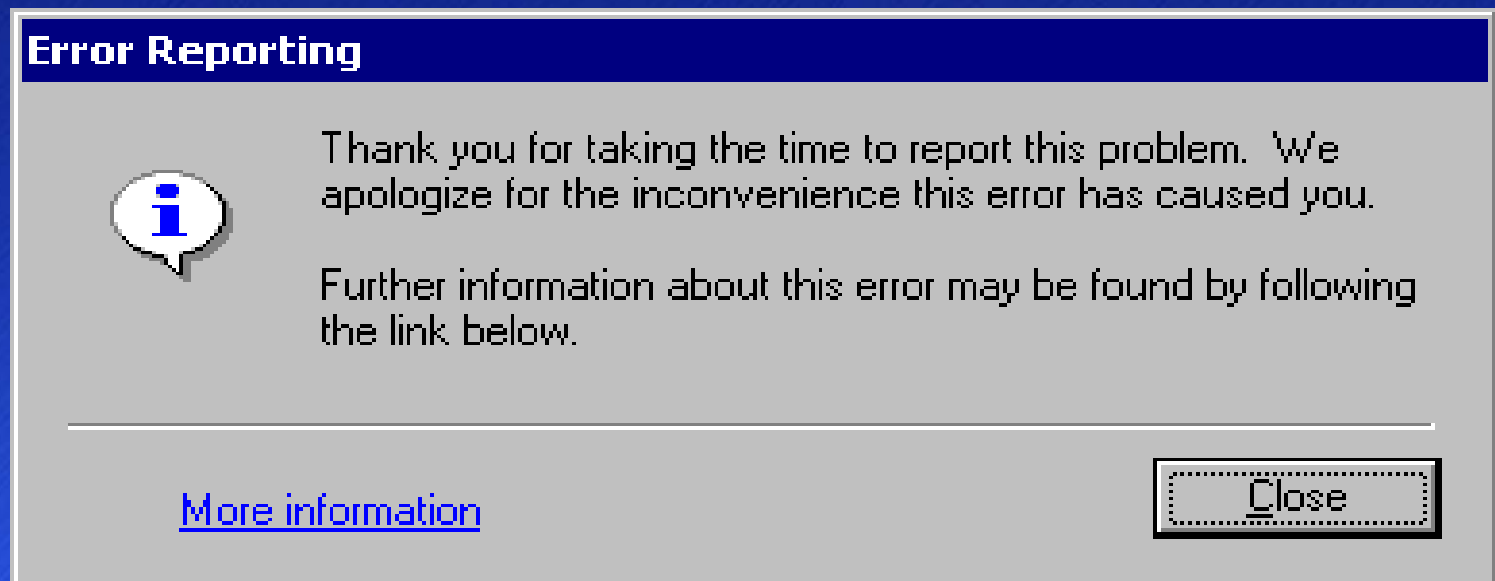 Error Reporting
Thank you for taking the time to report this problem.  We
apologize for the inconvenience this error has caused you.
Further information about this error may be found by following
the link below.
More information
Close